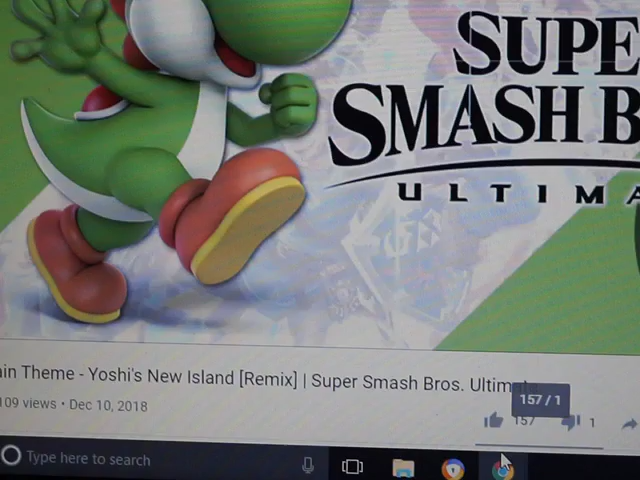 SUPE
SMASH B
ULTIMA
ain Theme - Yoshi's New Island [Remix] | Super Smash Bros. Ultimate
109 views • Dec 10, 2018
157 / 1
157
1
Type here to search